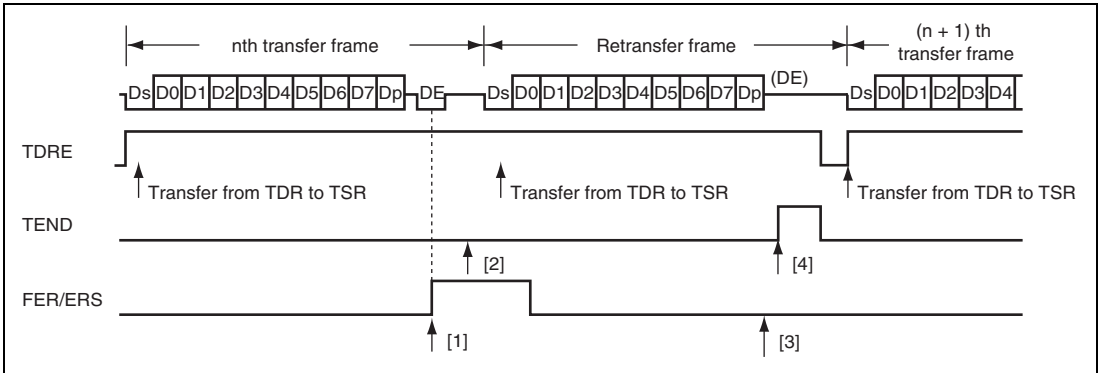 nth transfer frame
Retransfer frame
(n + 1) th
transfer frame
Ds D0 D1 D2 D3 D4 D5 D6 D7 Dp DE
Ds D0 D1 D2 D3 D4 D5 D6 D7 Dp (DE)
Ds D0 D1 D2 D3 D4
TDRE
Transfer from TDR to TSR
Transfer from TDR to TSR
Transfer from TDR to TSR
TEND
[2]
[4]
FER/ERS
[1]
[3]